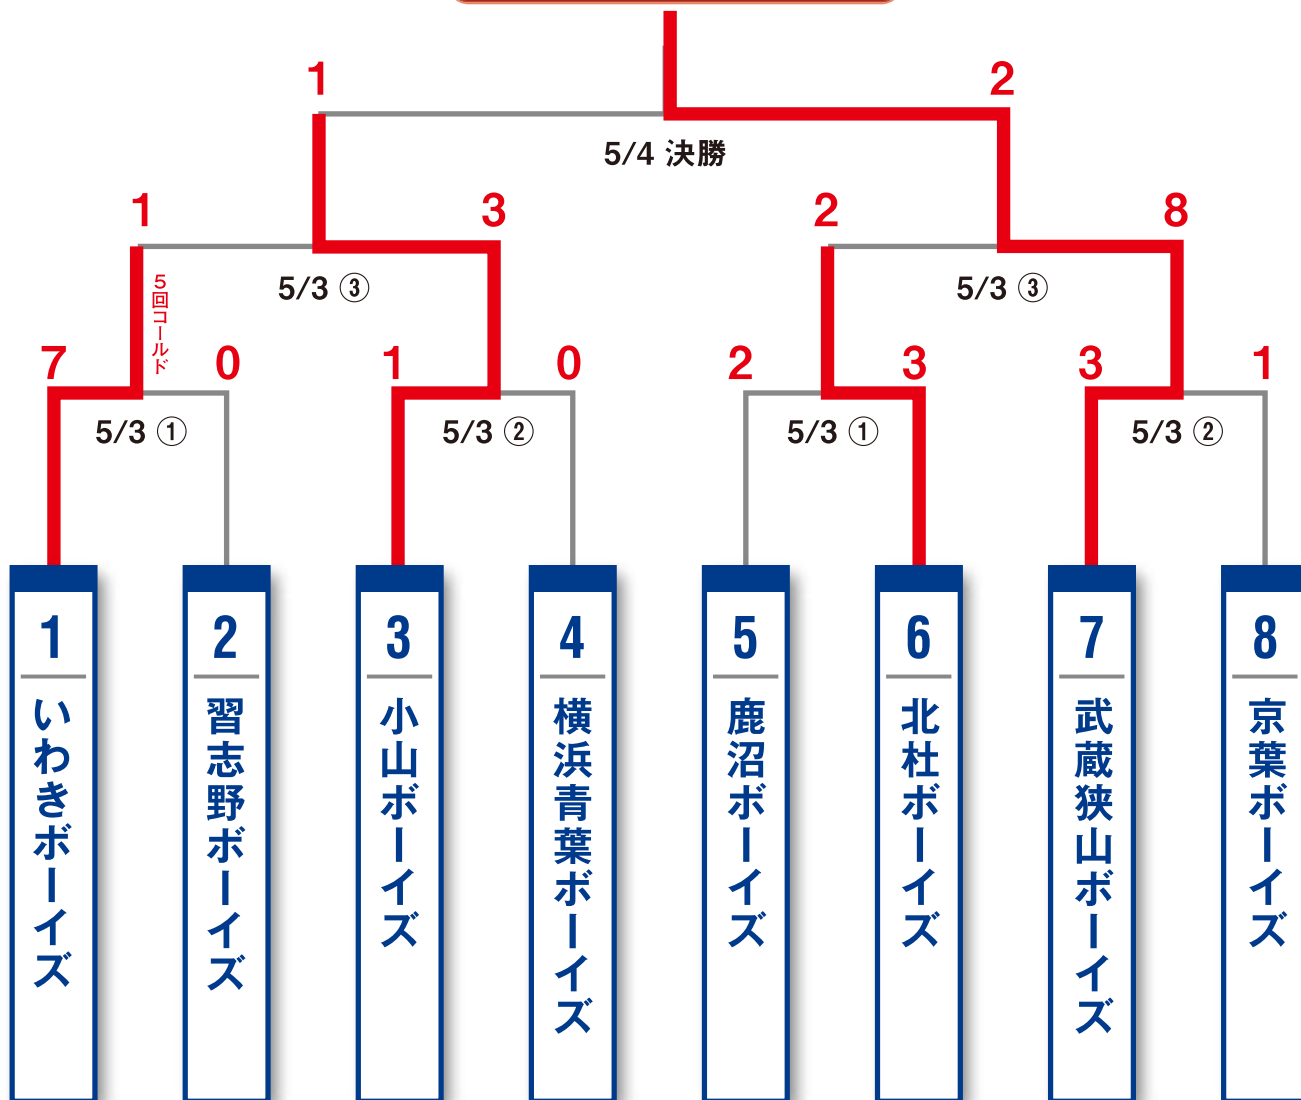 1
2
5/4 決勝
1
3
2
8
5回コールド
5/3 ③
5/3 ③
7
0
1
0
2
3
3
1
5/3 ①
5/3 ②
5/3 ①
5/3 ②
1
2
3
4
5
6
7
8
いわきボーイズ
習志野ボーイズ
小山ボーイズ
横浜青葉ボーイズ
鹿沼ボーイズ
北杜ボーイズ
武蔵狭山ボーイズ
京葉ボーイズ